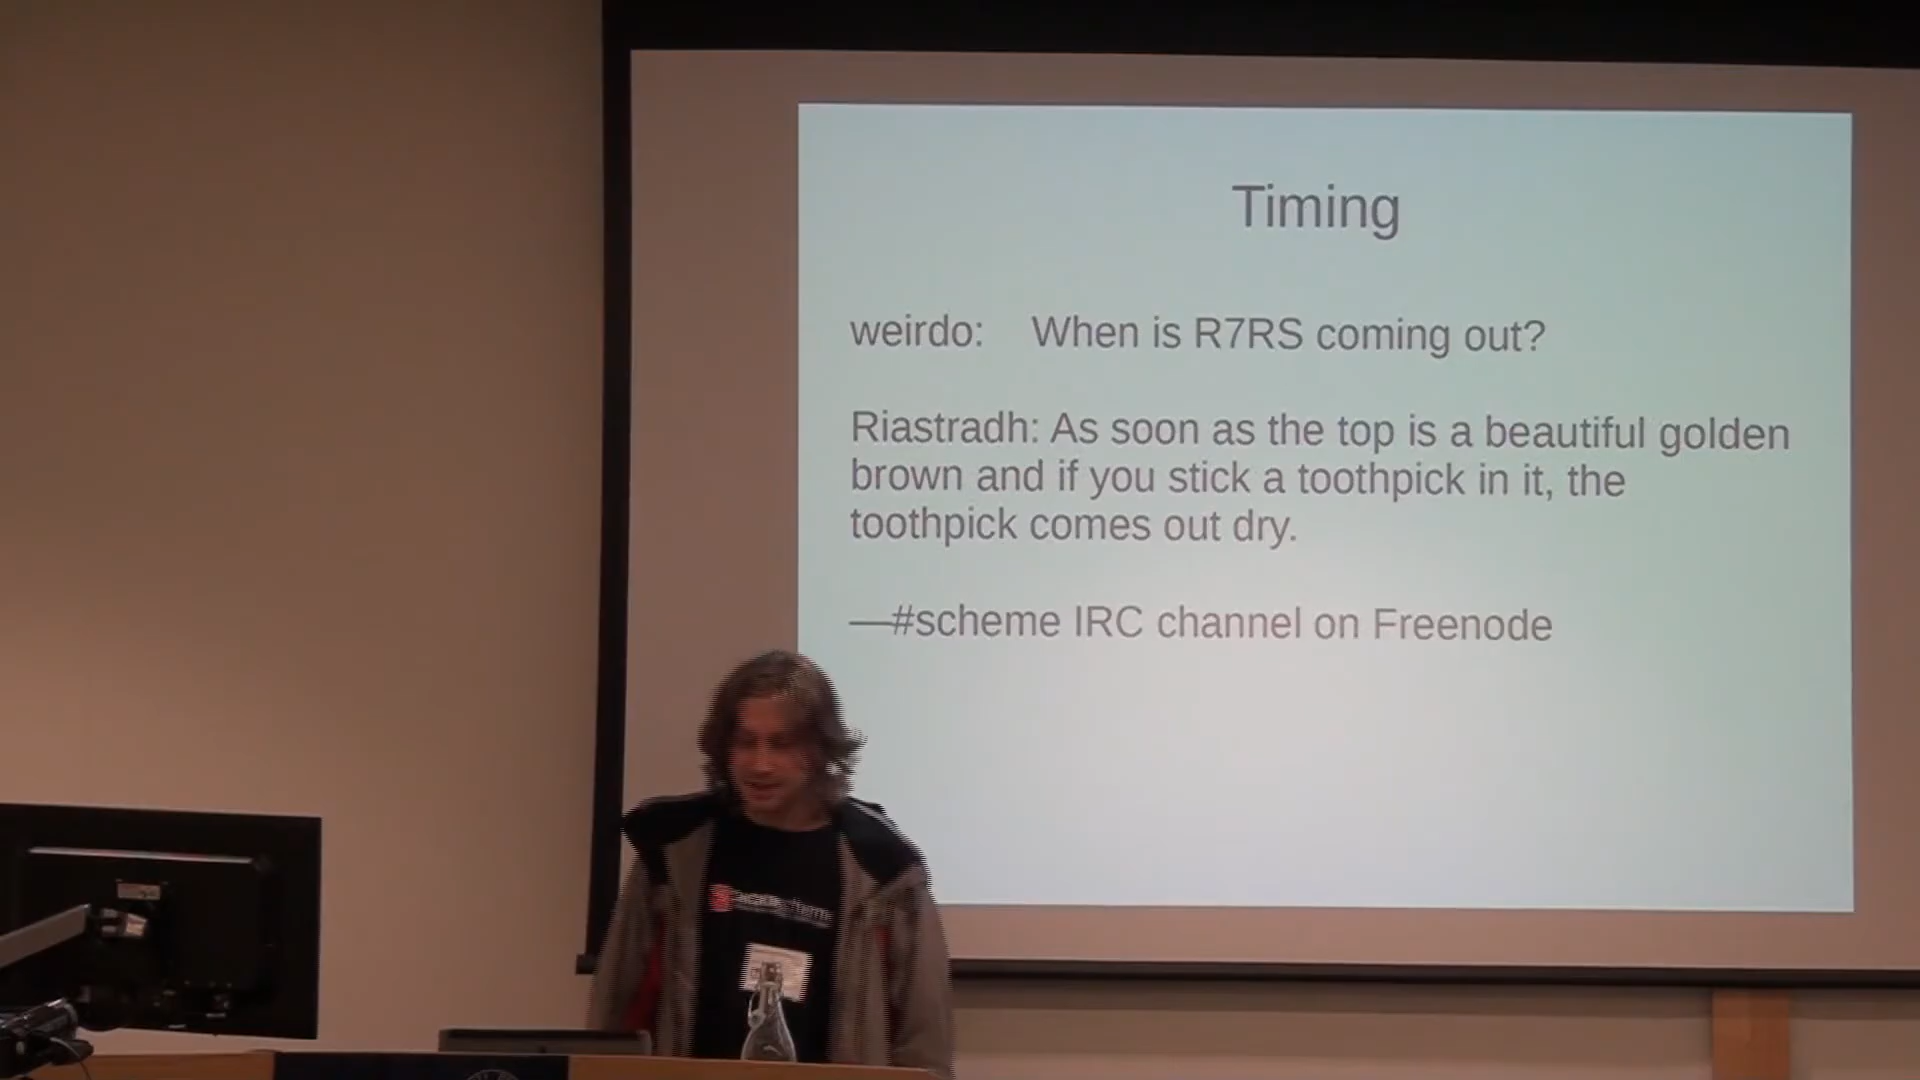 Timing
weirdo: When is R7RS coming out?
Riastradh: As soon as the top is a beautiful golden
brown and if you stick a toothpick in it, the
toothpick comes out dry.
—#scheme IRC channel on Freenode